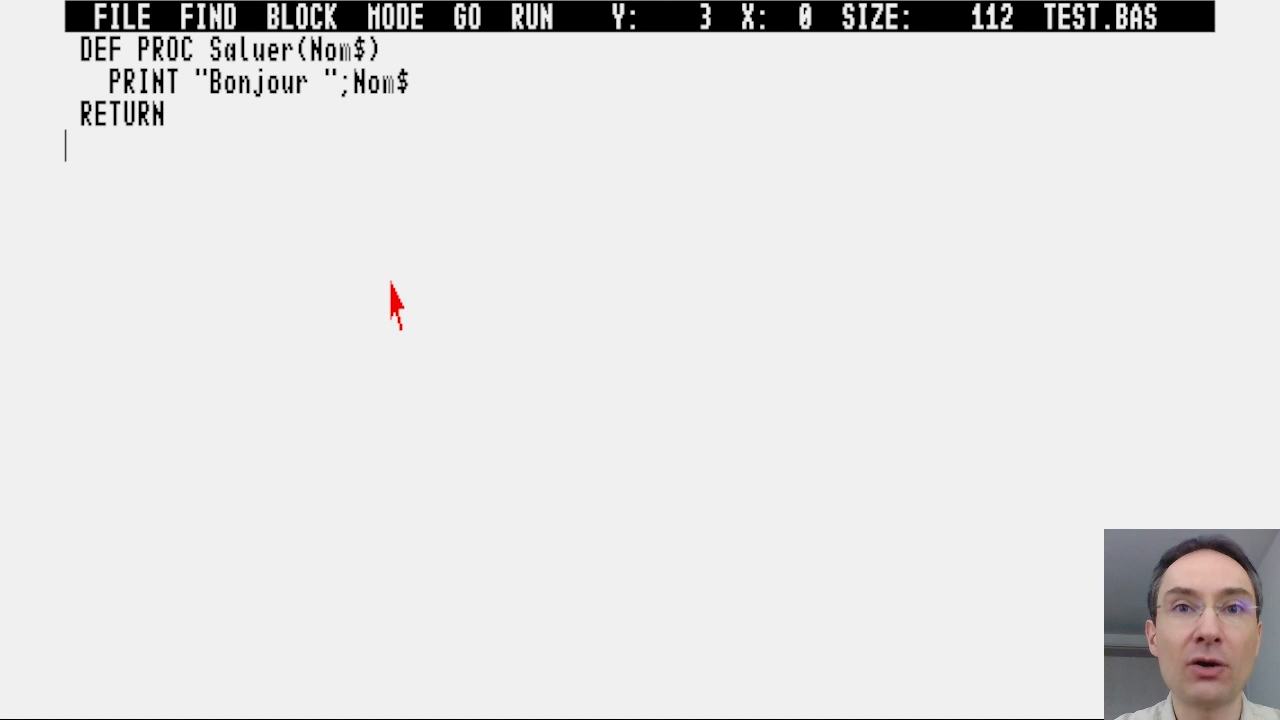 FILE FIND BLOCK MODE GO RUN Y: 3 X: 0 SIZE: 112 TEST.BAS
DEF PROC Saluer(Nom$)
PRINT "Bonjour ";Nom$
RETURN